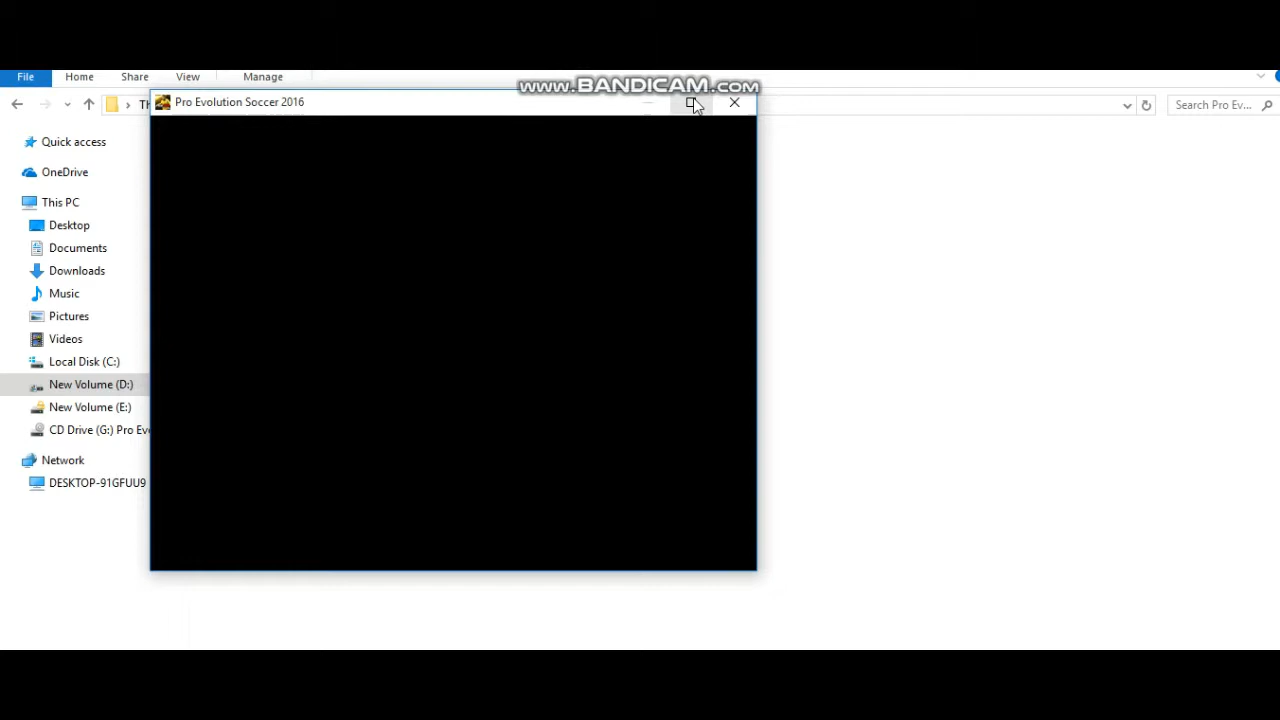 www.BANDICAM.com
File Home Share View Manage
Pro Evolution Soccer 2016
Th
Search Pro Ev...
Quick access
OneDrive
This PC
Desktop
Documents
Downloads
Music
Pictures
Videos
Local Disk (C:)
New Volume (D:)
New Volume (E:)
CD Drive (G:) Pro Evo
Network
DESKTOP-91GFUU9